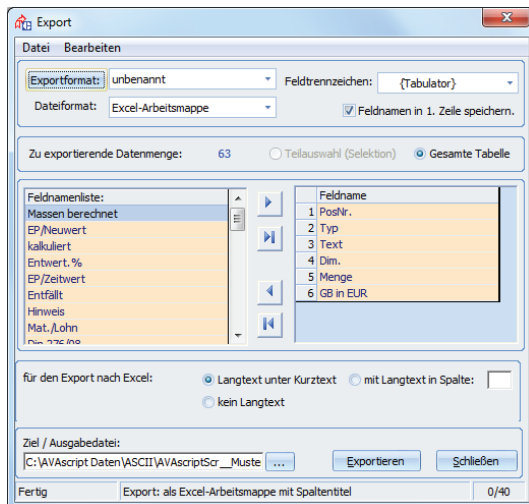 Export
Datei Bearbeiten
Exportformat: unbenannt Feldtrennzeichen: {Tabulator}
Dateiformat: Excel-Arbeitsmappe Feldnamen in 1. Zeile speichern.
Zu exportierende Datenmenge: 63 Teilauswahl (Selektion) Gesamte Tabelle
Feldnamenliste:
Massen berechnet
EP/Neuwert
kalkuliert
Entwert.%
EP/Zeitwert
Entfällt
Hinweis
Mat./Lohn
Din 276/08
Feldname
1 PosNr.
2 Typ
3 Text
4 Dim.
5 Menge
6 GB in EUR
für den Export nach Excel: Langtext unter Kurztext mit Langtext in Spalte:
kein Langtext
Ziel / Ausgabedatei:
C:\AVAscript Daten\ASCII\AVAscriptScr__Muste ... Exportieren Schließen
Fertig Export: als Excel-Arbeitsmappe mit Spaltentitel 0/40